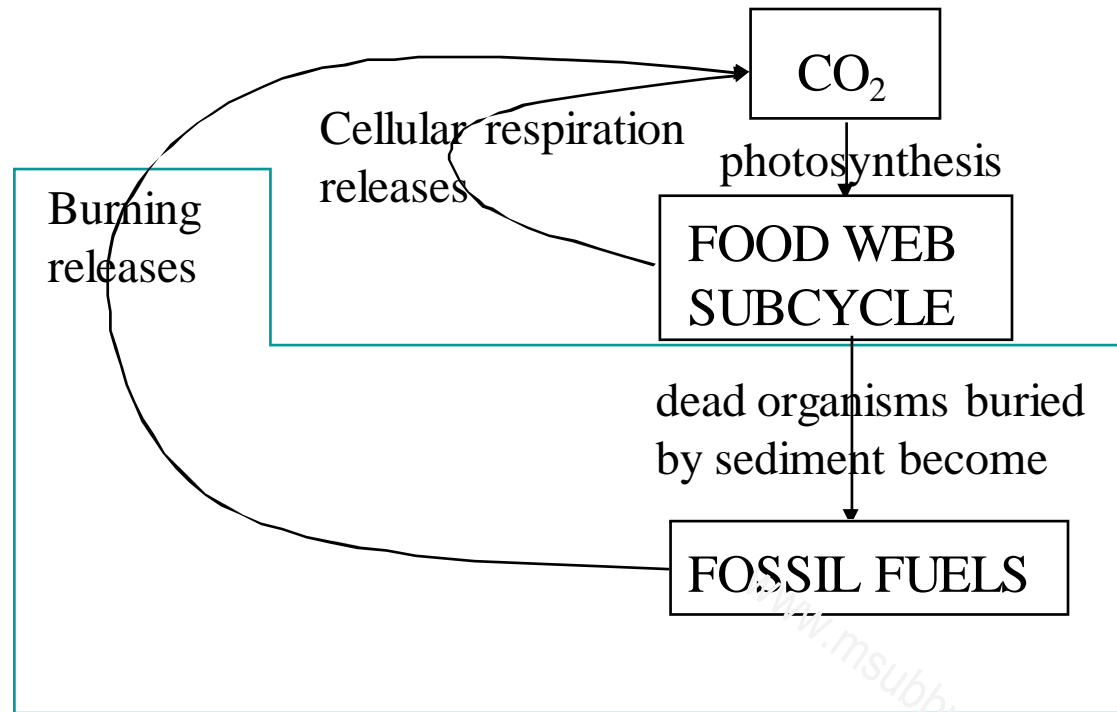 CO₂
Cellular respiration
releases
photosynthesis
Burning
releases
FOOD WEB
SUBCYCLE
dead organisms buried
by sediment become
FOSSIL FUELS